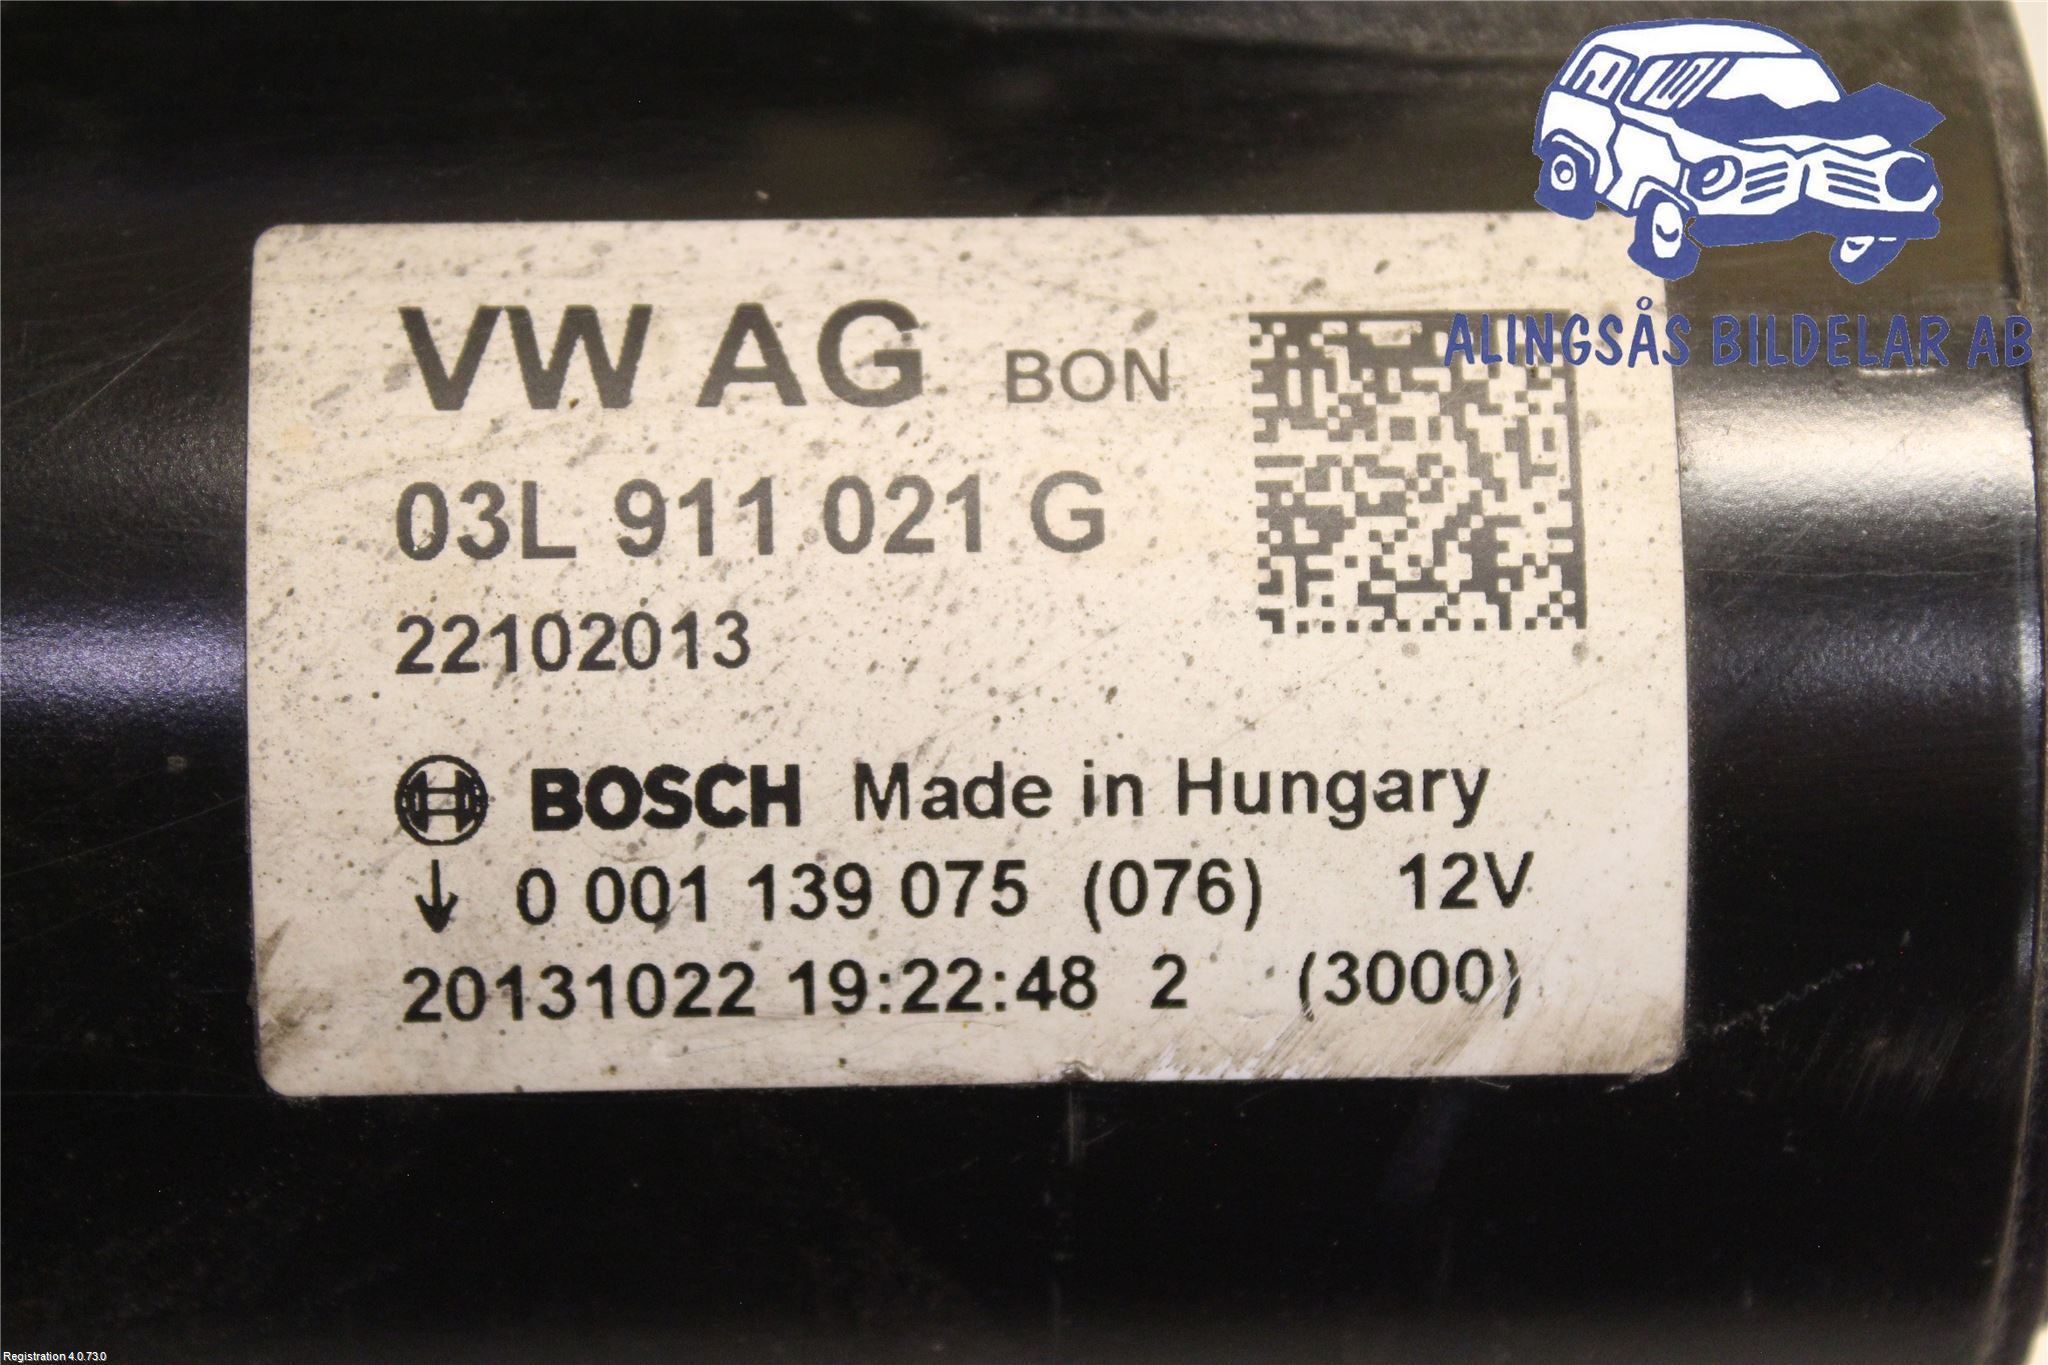 ALINGSÅS BILDELAR AB
VW AG BON
03L 911 021 G
22102013
BOSCH Made in Hungary
↓ 0 001 139 075 (076) 12V
20131022 19:22:48 2 (3000)
Registration 4.0.73.0